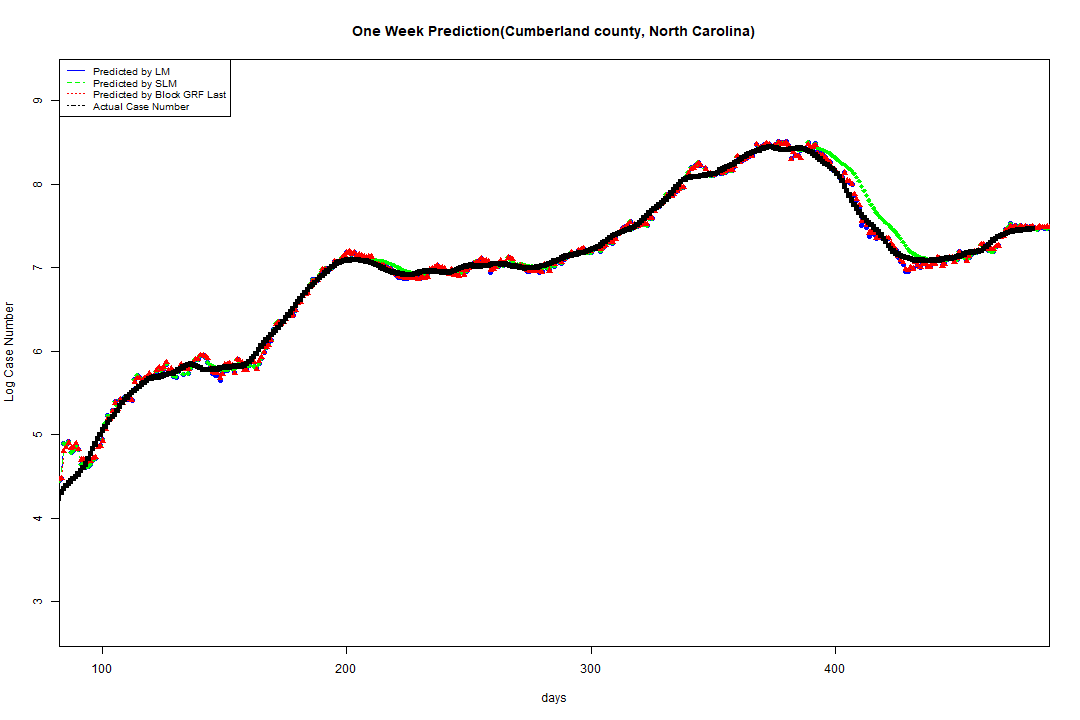 One Week Prediction(Cumberland county, North Carolina)
Predicted by LM
Predicted by SLM
Predicted by Block GRF Last
Actual Case Number
9
8
7
6
5
4
3
Log Case Number
100 200 300 400
days